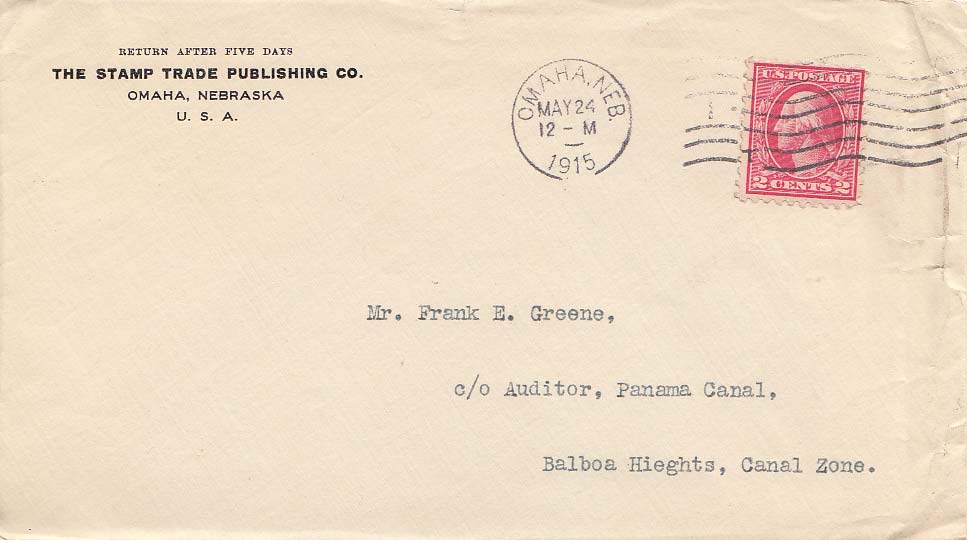 RETURN AFTER FIVE DAYS
THE STAMP TRADE PUBLISHING CO.
OMAHA, NEBRASKA
U. S. A.
OMAHA, NEB.
MAY 24
12 - M
1915
U.S. POSTAGE
2 CENTS 2
Mr. Frank E. Greene,
c/o Auditor, Panama Canal,
Balboa Hieghts, Canal Zone.